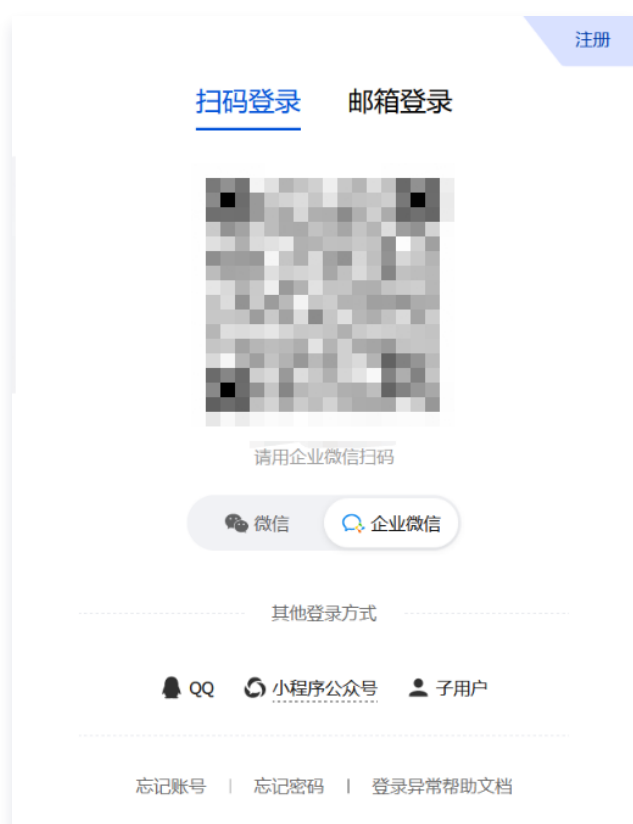 注册
扫码登录 邮箱登录
请用企业微信扫码
微信 企业微信
其他登录方式
QQ 小程序公众号 子用户
忘记账号 | 忘记密码 | 登录异常帮助文档